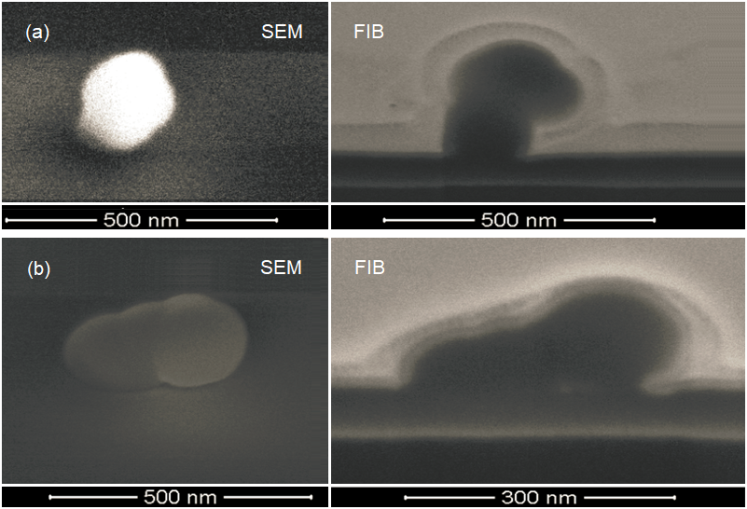 (a) SEM FIB
500 nm 500 nm
(b) SEM FIB
500 nm 300 nm